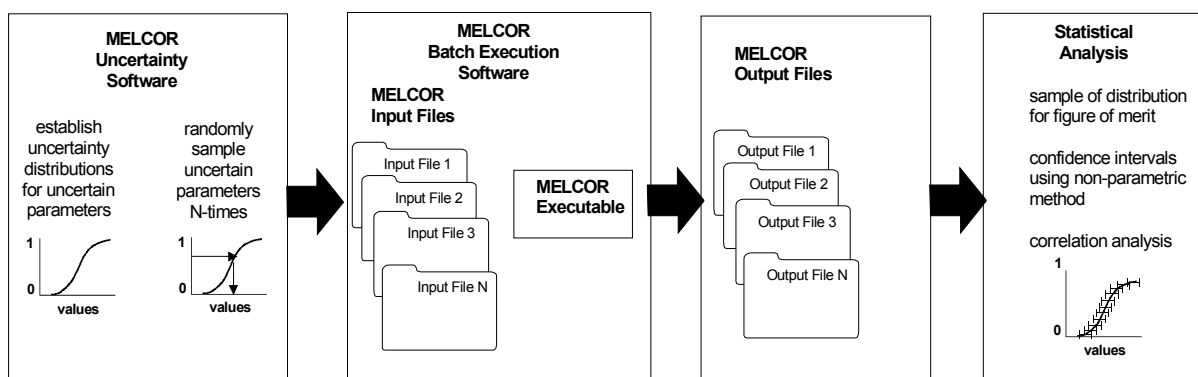 MELCOR
Uncertainty
Software
establish
uncertainty
distributions
for uncertain
parameters
1
0
values
randomly
sample
uncertain
parameters
N-times
1
0
values
MELCOR
Batch Execution
Software
MELCOR
Input Files
Input File 1
Input File 2
Input File 3
Input File N
MELCOR
Executable
MELCOR
Output Files
Output File 1
Output File 2
Output File 3
Output File N
Statistical
Analysis
sample of distribution
for figure of merit
confidence intervals
using non-parametric
method
correlation analysis
1
0
values